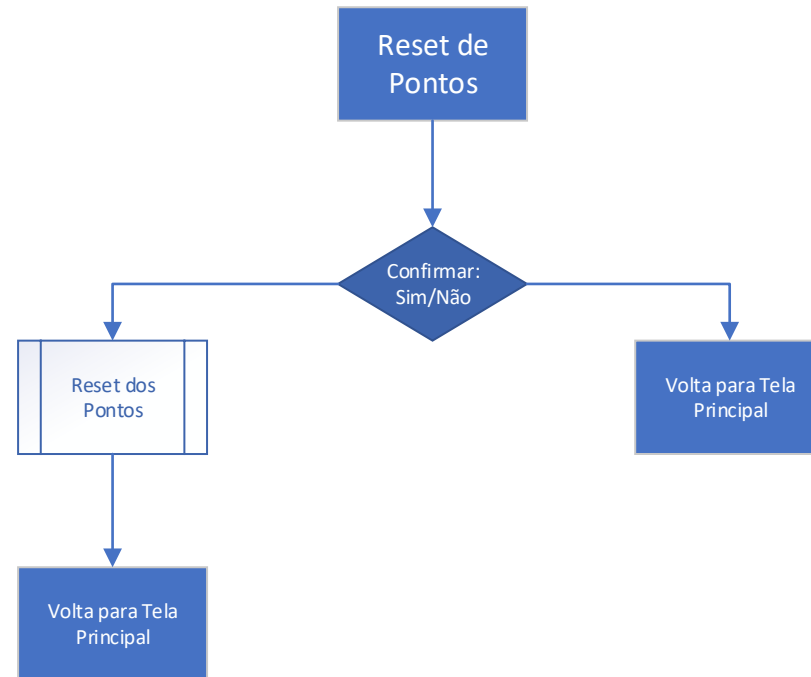 Reset de
Pontos
Confirmar:
Sim/Não
Reset dos
Pontos
Volta para Tela
Principal
Volta para Tela
Principal